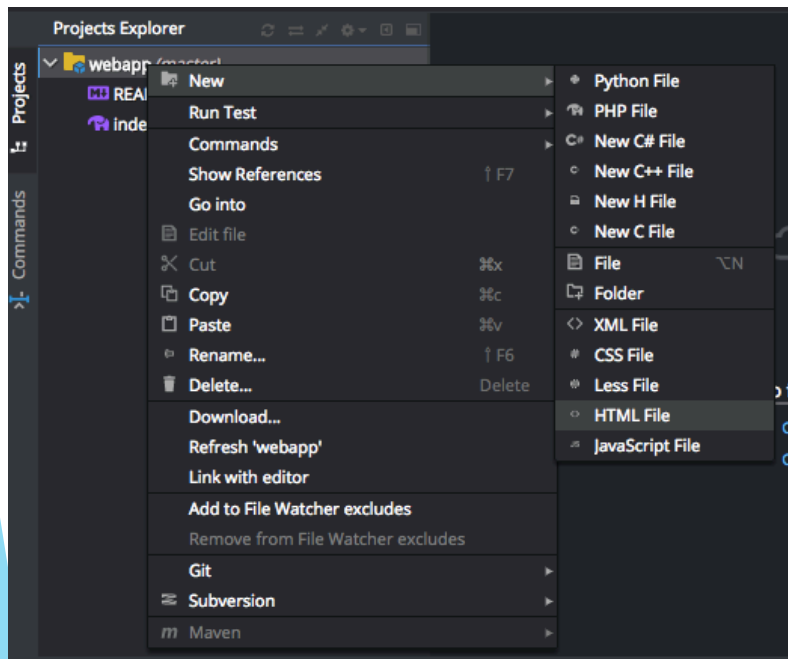 Projects Explorer
Projects
Commands
webapp (master)
REA
inde
New
Run Test
Commands
Show References ⇧ F7
Go into
Edit file
Cut ⌘x
Copy ⌘c
Paste ⌘v
Rename... ⇧ F6
Delete... Delete
Download...
Refresh 'webapp'
Link with editor
Add to File Watcher excludes
Remove from File Watcher excludes
Git
Subversion
m Maven
Python File
PHP File
C# New C# File
New C++ File
New H File
New C File
File ⌥N
Folder
<> XML File
# CSS File
Less File
<> HTML File
JS JavaScript File